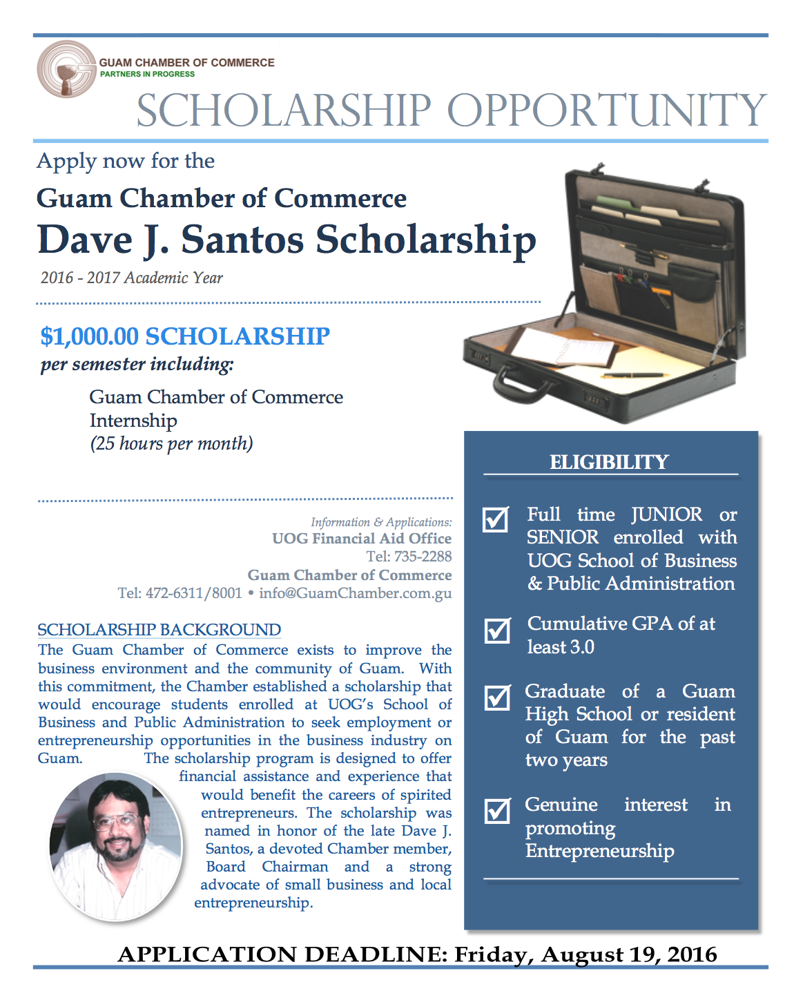 GUAM CHAMBER OF COMMERCE
PARTNERS IN PROGRESS
SCHOLARSHIP OPPORTUNITY
Apply now for the
Guam Chamber of Commerce
Dave J. Santos Scholarship
2016 - 2017 Academic Year
$1,000.00 SCHOLARSHIP
per semester including:
Guam Chamber of Commerce
Internship
(25 hours per month)
Information & Applications:
UOG Financial Aid Office
Tel: 735-2288
Guam Chamber of Commerce
Tel: 472-6311/8001 • info@GuamChamber.com.gu
SCHOLARSHIP BACKGROUND
The Guam Chamber of Commerce exists to improve the
business environment and the community of Guam. With
this commitment, the Chamber established a scholarship that
would encourage students enrolled at UOG's School of
Business and Public Administration to seek employment or
entrepreneurship opportunities in the business industry on
Guam. The scholarship program is designed to offer
financial assistance and experience that
would benefit the careers of spirited
entrepreneurs. The scholarship was
named in honor of the late Dave J.
Santos, a devoted Chamber member,
Board Chairman and a strong
advocate of small business and local
entrepreneurship.
ELIGIBILITY
Full time JUNIOR or
SENIOR enrolled with
UOG School of Business
& Public Administration
Cumulative GPA of at
least 3.0
Graduate of a Guam
High School or resident
of Guam for the past
two years
Genuine interest in
promoting
Entrepreneurship
APPLICATION DEADLINE: Friday, August 19, 2016